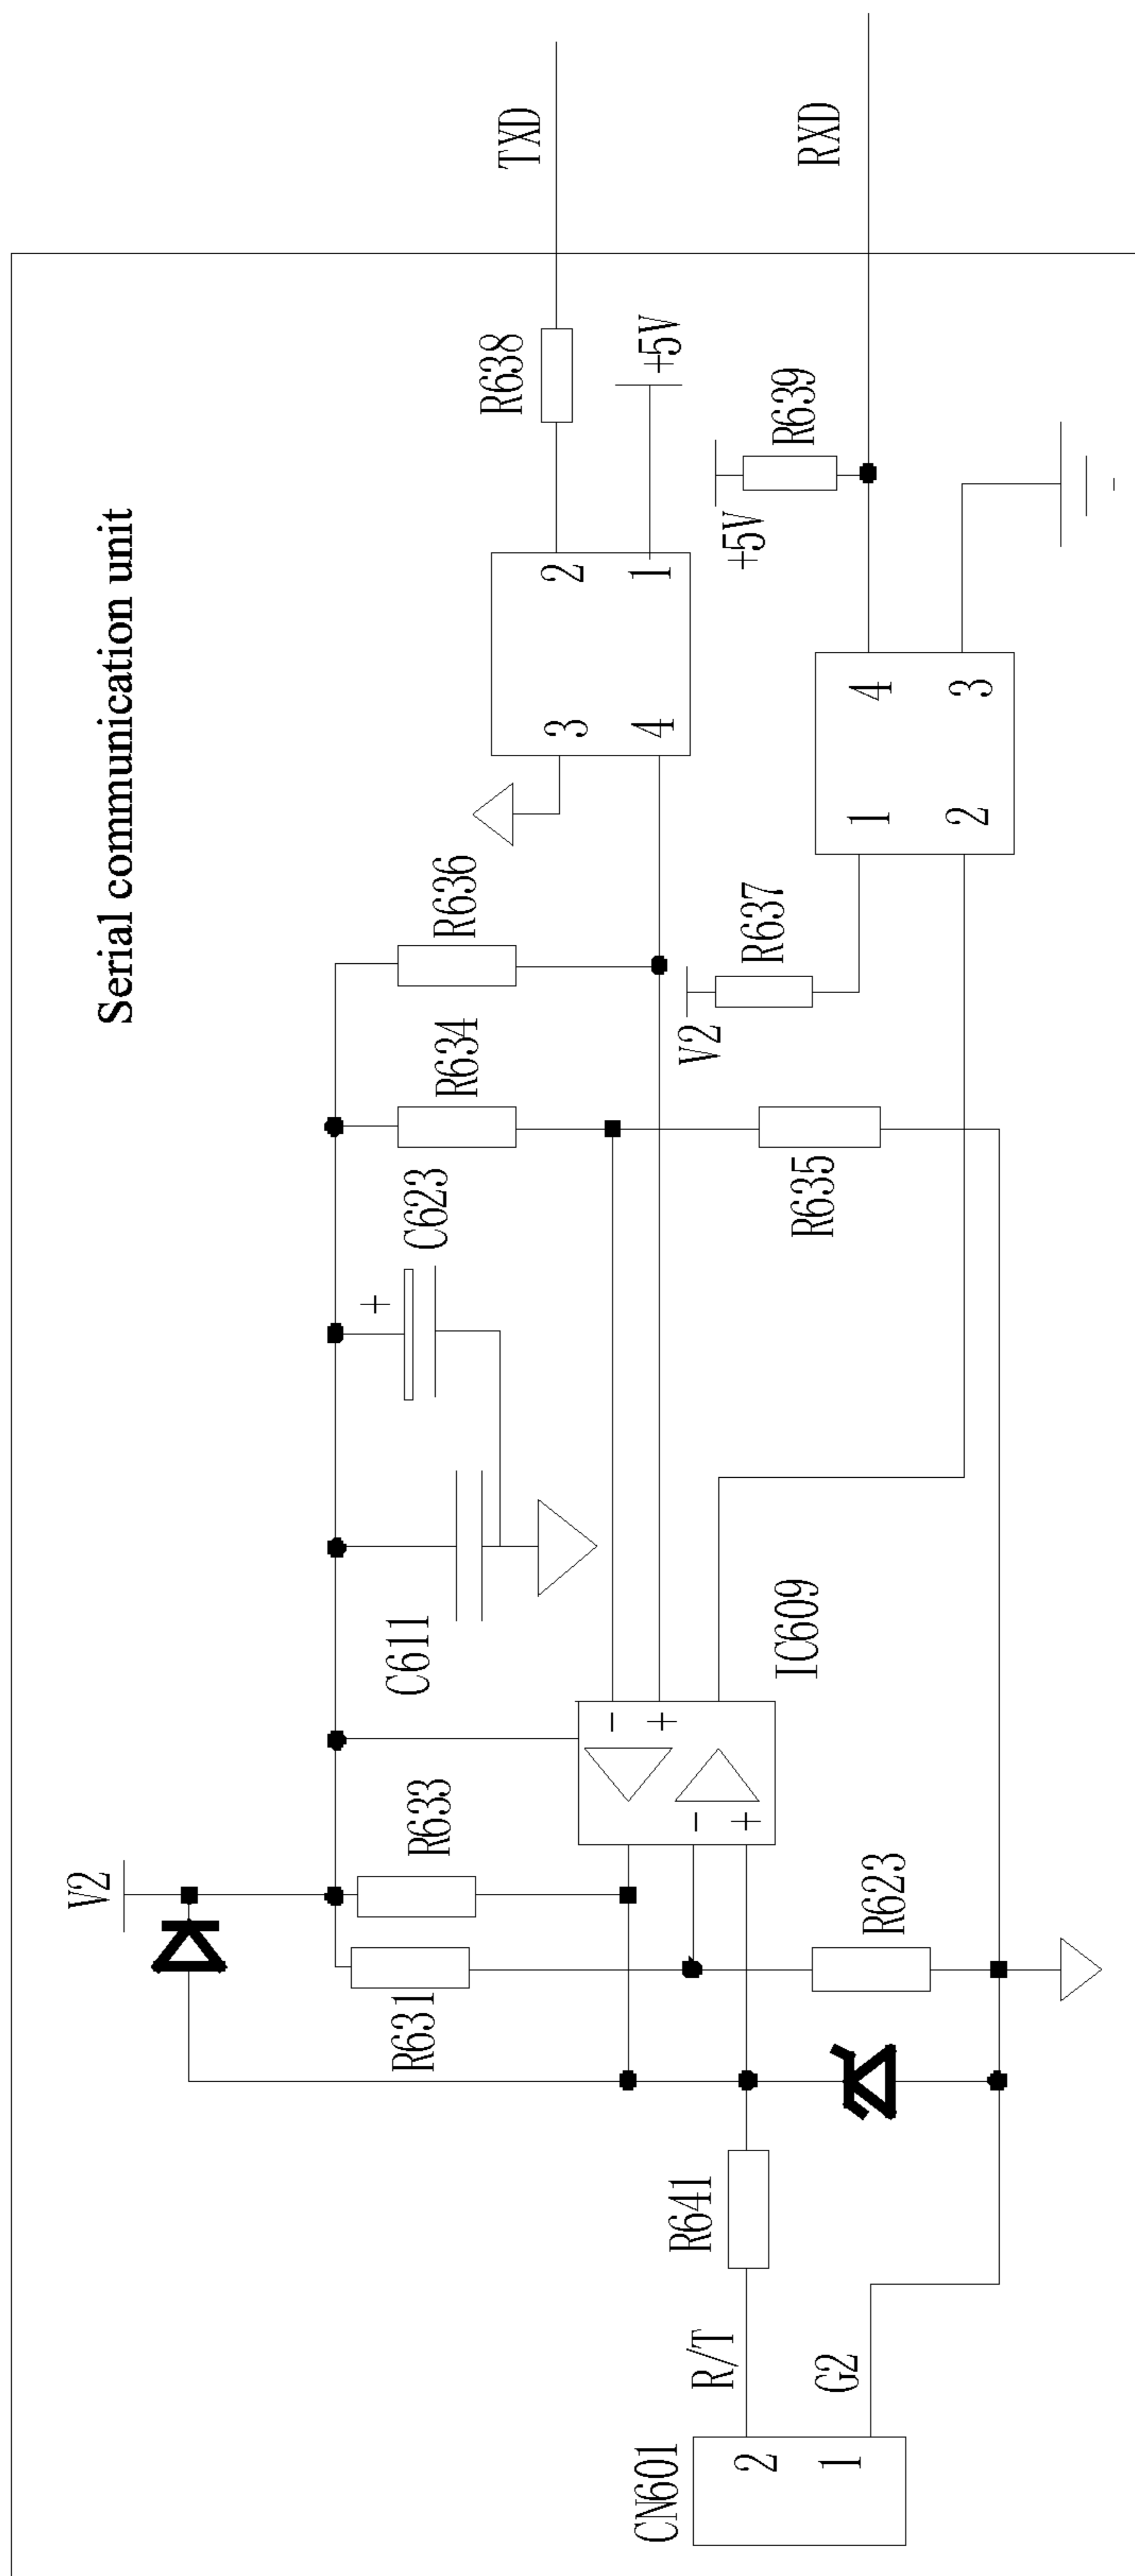 Serial communication unit
TXD
RXD
R638
+5V
R639
+5V
2
1
3
4
4
3
1
2
R636
R634
R637
V2
C623
+
R635
C611
IC609
-
+
-
+
V2
R633
R631
R623
R641
R/T
G2
CN601
2
1